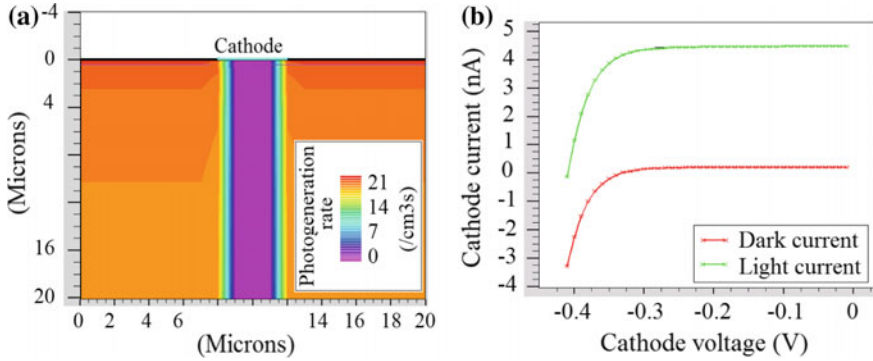 (a)
Cathode
-4
0
4
16
20
(Microns)
0 2 4 6 14 16 18 20
(Microns)
Photogeneration
rate
(/cm3s)
21
14
7
0
(b)
5
4
3
2
1
0
-1
-2
-3
-4
Cathode current (nA)
Dark current
Light current
-0.4 -0.3 -0.2 -0.1 0
Cathode voltage (V)